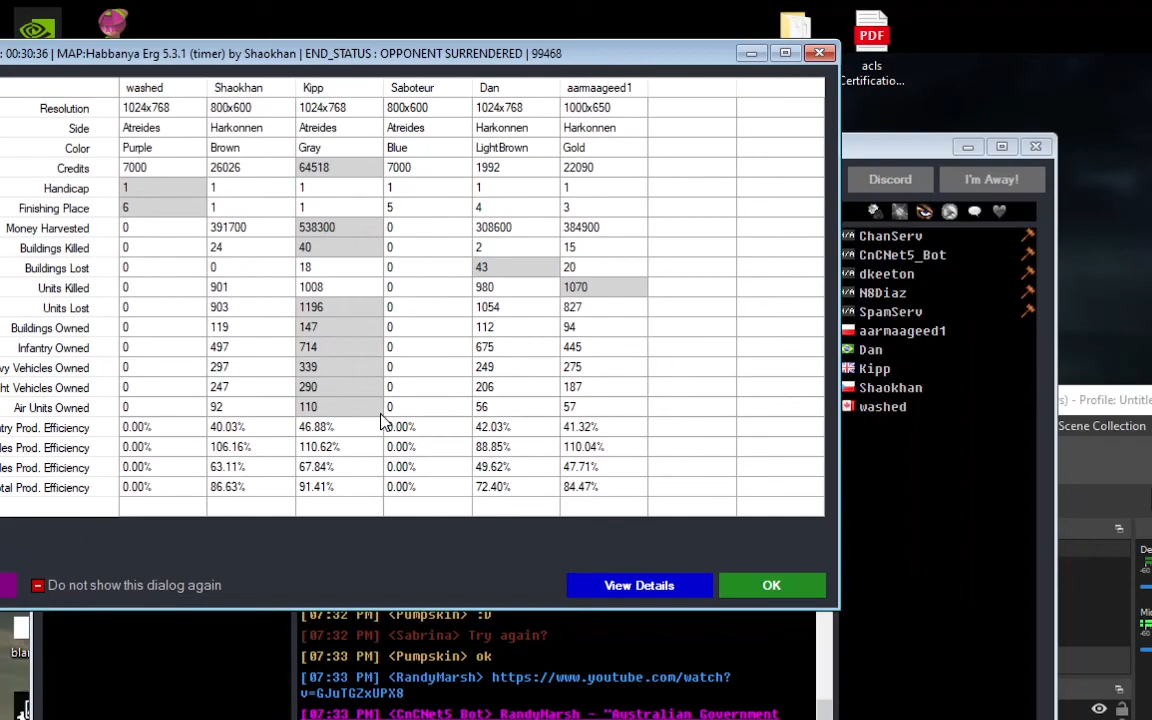 : 00:30:36 | MAP:Habbanya Erg 5.3.1 (timer) by Shaokhan | END_STATUS : OPPONENT SURRENDERED | 99468
PDF
acls
Certificatio...
washed Shaokhan Kipp Saboteur Dan aarmaageed1
Resolution 1024x768 800x600 1024x768 800x600 1024x768 1000x650
Side Atreides Harkonnen Atreides Atreides Harkonnen Harkonnen
Color Purple Brown Gray Blue LightBrown Gold
Credits 7000 26026 64518 7000 1992 22090
Handicap 1 1 1 1 1 1
Finishing Place 6 1 1 5 4 3
Money Harvested 0 391700 538300 0 308600 384900
Buildings Killed 0 24 40 0 2 15
Buildings Lost 0 0 18 0 43 20
Units Killed 0 901 1008 0 980 1070
Units Lost 0 903 1196 0 1054 827
Buildings Owned 0 119 147 0 112 94
Infantry Owned 0 497 714 0 675 445
vy Vehicles Owned 0 297 339 0 249 275
ht Vehicles Owned 0 247 290 0 206 187
Air Units Owned 0 92 110 0 56 57
ntry Prod. Efficiency 0.00% 40.03% 46.88% 0.00% 42.03% 41.32%
les Prod. Efficiency 0.00% 106.16% 110.62% 0.00% 88.85% 110.04%
les Prod. Efficiency 0.00% 63.11% 67.84% 0.00% 49.62% 47.71%
otal Prod. Efficiency 0.00% 86.63% 91.41% 0.00% 72.40% 84.47%
Do not show this dialog again
View Details
OK
Discord
I'm Away!
ChanServ
CnCNet5_Bot
dkeeton
N8Diaz
SpamServ
aarmaageed1
Dan
Kipp
Shaokhan
washed
s) - Profile: Untitle
Scene Collection
De
-60
Mic
-60
blar
[07:32 PM] <Pumpskin> :D
[07:32 PM] <Sabrina> Try again?
[07:33 PM] <Pumpskin> ok
[07:33 PM] <RandyMarsh> https://www.youtube.com/watch?
v=GJuTGZxUPX8
[07:33 PM] <CnCNet5_Bot> RandyMarsh - "Australian Government